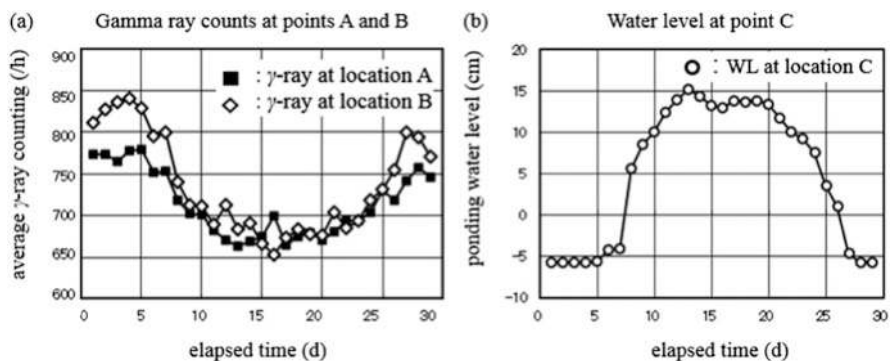 (a) Gamma ray counts at points A and B
average γ-ray counting (/h)
900
850
800
750
700
650
600
■ : γ-ray at location A
◇ : γ-ray at location B
0 5 10 15 20 25 30
elapsed time (d)
(b) Water level at point C
ponding water level (cm)
20
15
10
5
0
−5
−10
○ : WL at location C
0 5 10 15 20 25 30
elapsed time (d)